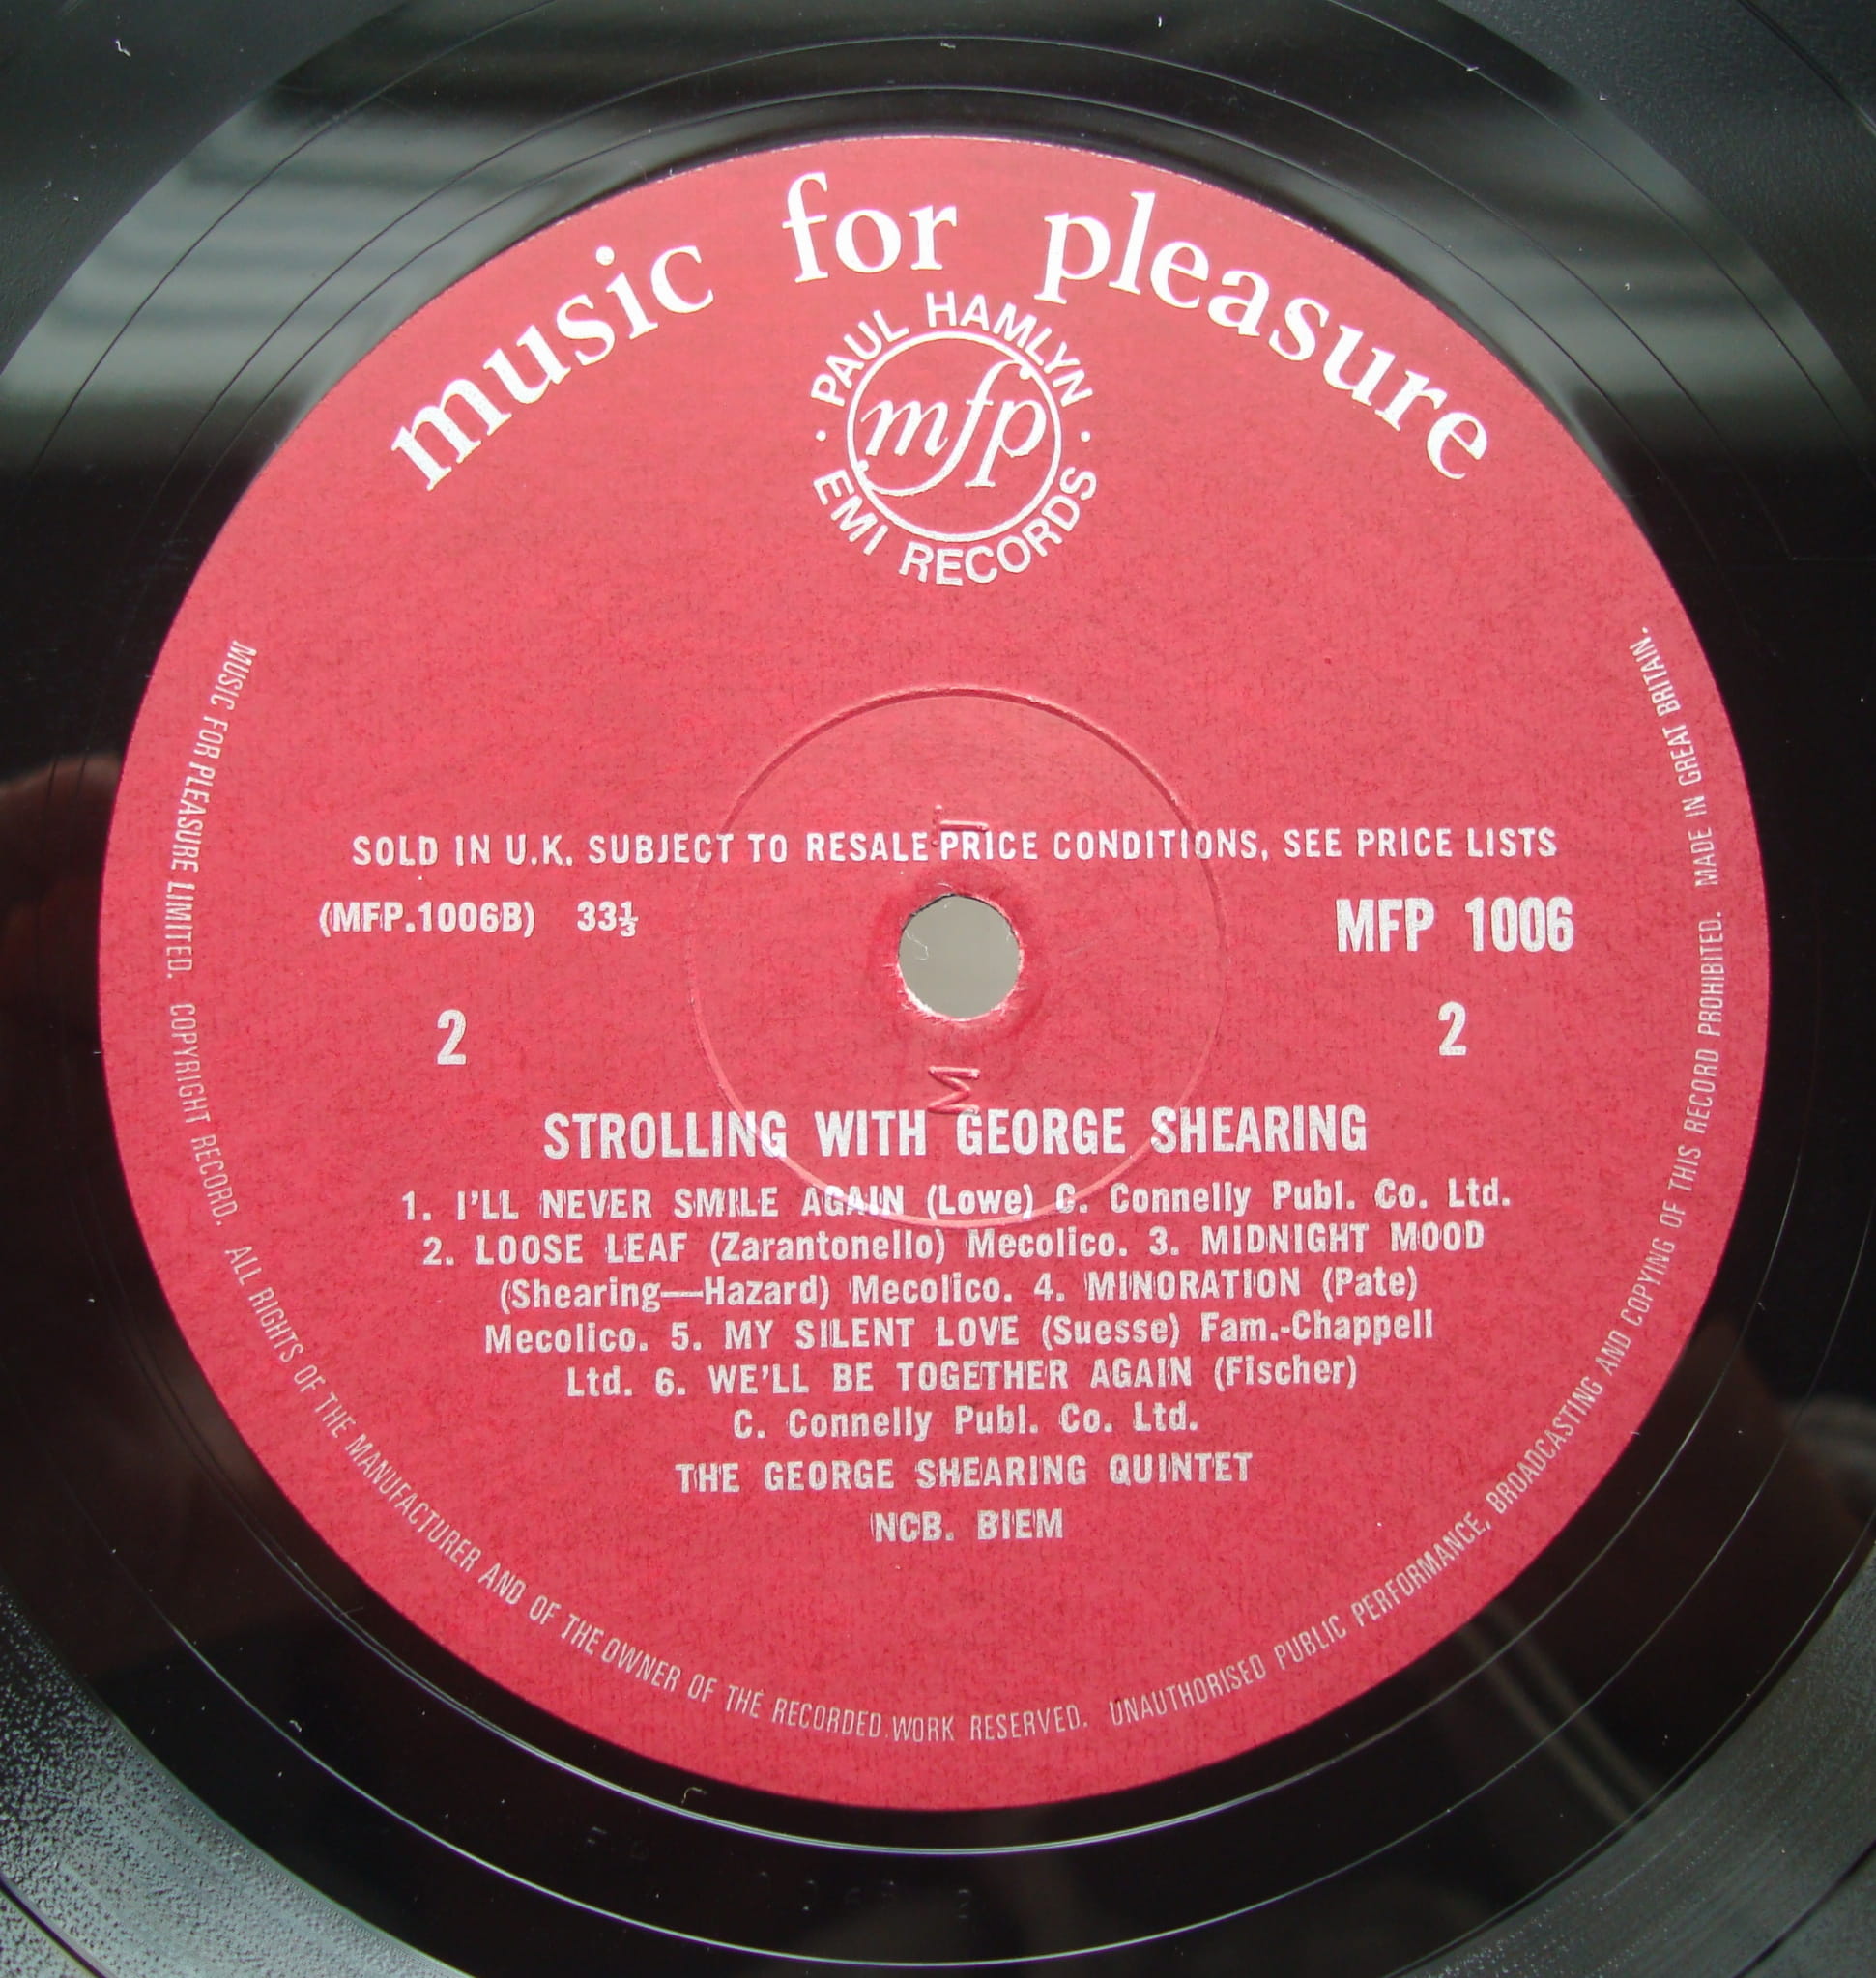 music for pleasure
PAUL HAMLYN
mfp
EMI RECORDS
SOLD IN U.K. SUBJECT TO RESALE PRICE CONDITIONS, SEE PRICE LISTS
(MFP.1006B) 33⅓
MFP 1006
2
2
STROLLING WITH GEORGE SHEARING
1. I'LL NEVER SMILE AGAIN (Lowe) C. Connelly Publ. Co. Ltd.
2. LOOSE LEAF (Zarantonello) Mecolico. 3. MIDNIGHT MOOD
(Shearing—Hazard) Mecolico. 4. MINORATION (Pate)
Mecolico. 5. MY SILENT LOVE (Suesse) Fam.-Chappell
Ltd. 6. WE'LL BE TOGETHER AGAIN (Fischer)
C. Connelly Publ. Co. Ltd.
THE GEORGE SHEARING QUINTET
NCB. BIEM
MUSIC FOR PLEASURE LIMITED. COPYRIGHT RECORD. ALL RIGHTS OF THE MANUFACTURER AND OF THE OWNER OF THE RECORDED WORK RESERVED. UNAUTHORISED PUBLIC PERFORMANCE, BROADCASTING AND COPYING OF THIS RECORD PROHIBITED. MADE IN GREAT BRITAIN.
M T